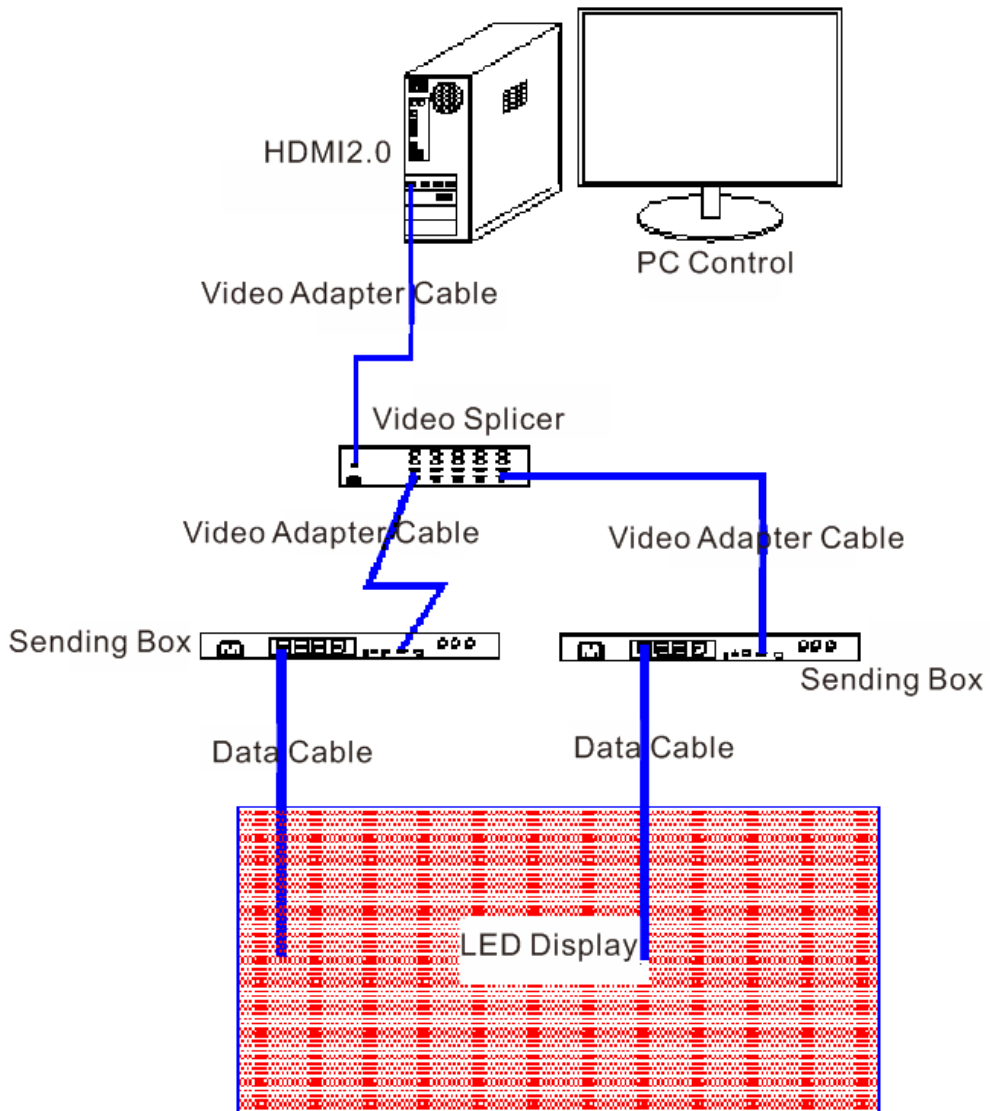 HDMI2.0
PC Control
Video Adapter Cable
Video Splicer
Video Adapter Cable
Video Adapter Cable
Sending Box
Sending Box
Data Cable
Data Cable
LED Display